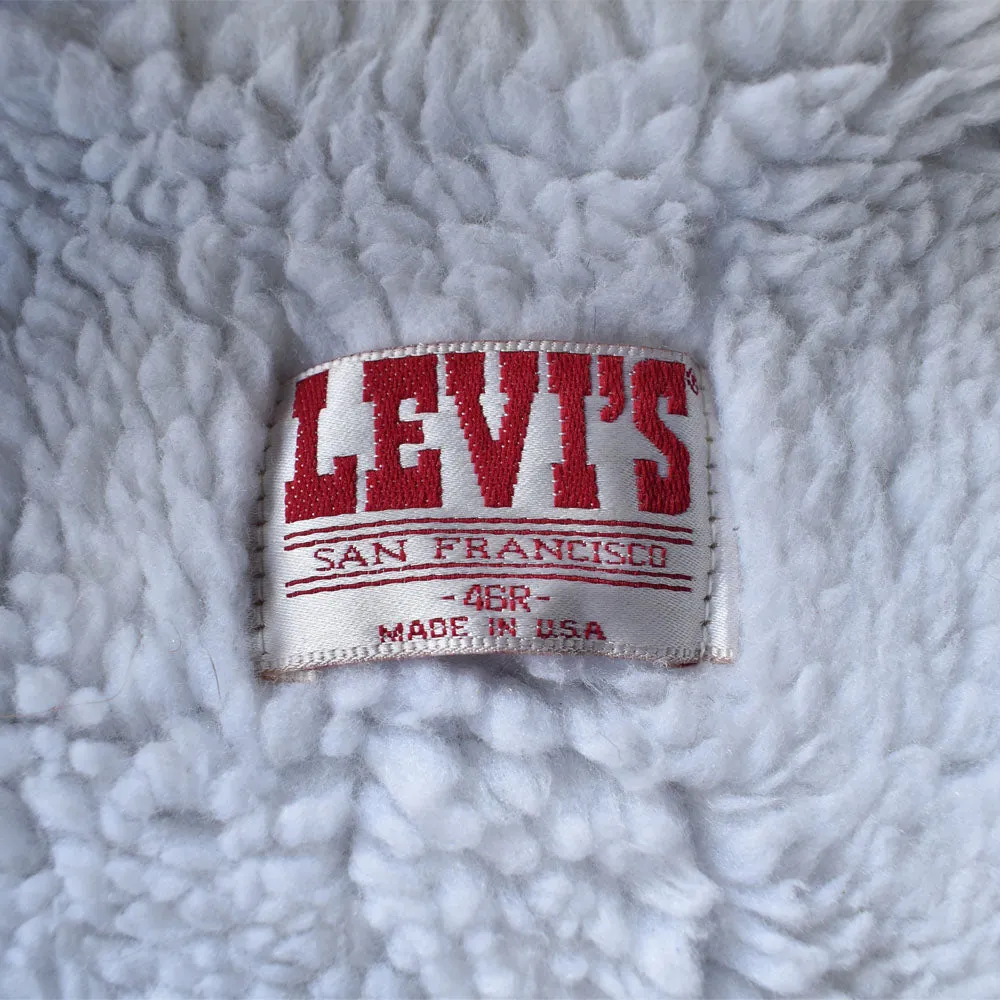 LEVI'S®
SAN FRANCISCO
-46R-
MADE IN U.S.A